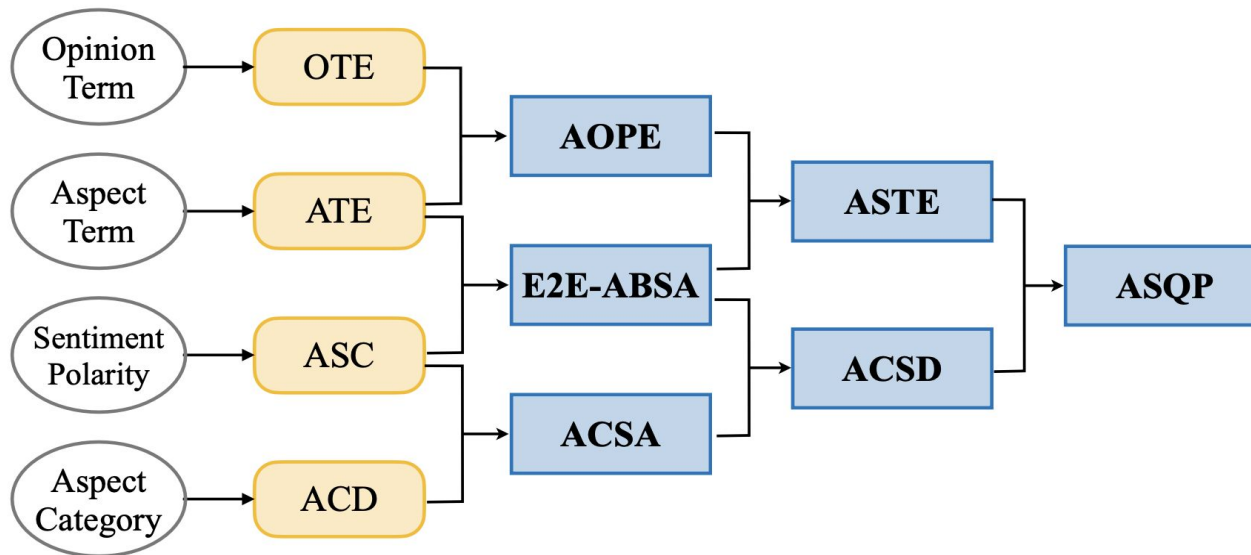 Opinion
Term
OTE
AOPE
Aspect
Term
ATE
ASTE
E2E-ABSA
ASQP
Sentiment
Polarity
ASC
ACSD
ACSA
Aspect
Category
ACD